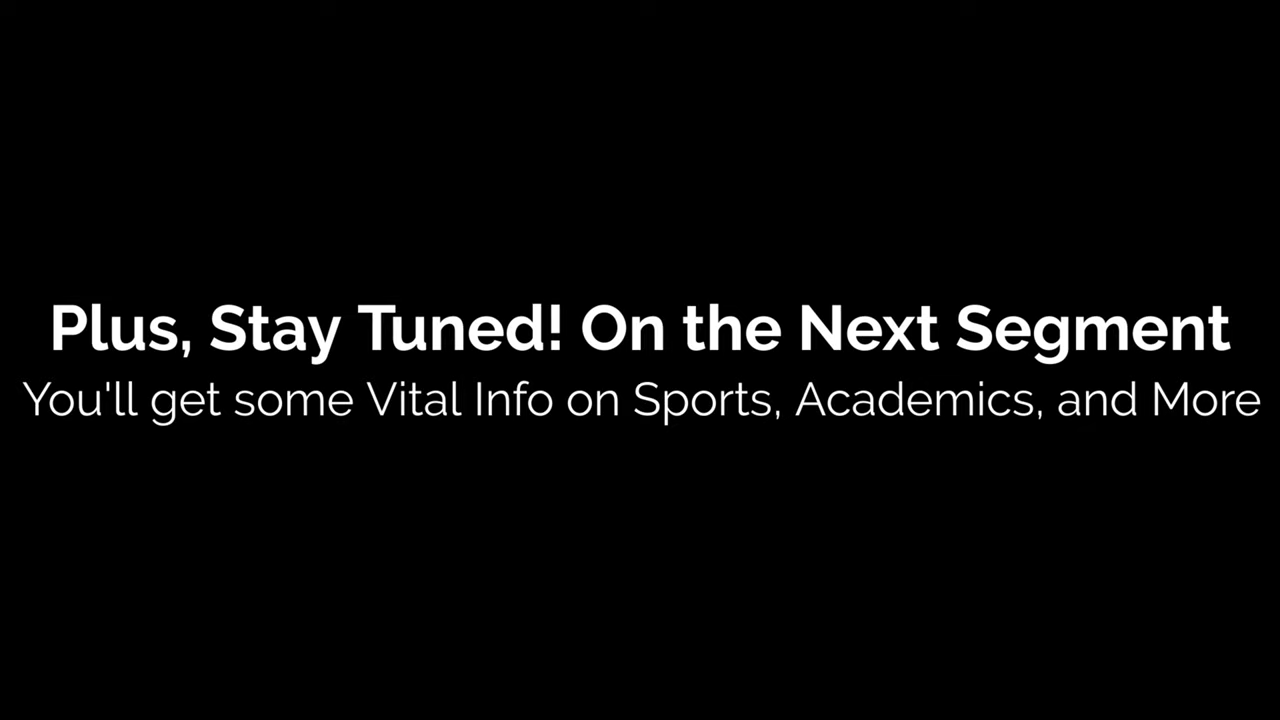 Plus, Stay Tuned! On the Next Segment
You'll get some Vital Info on Sports, Academics, and More